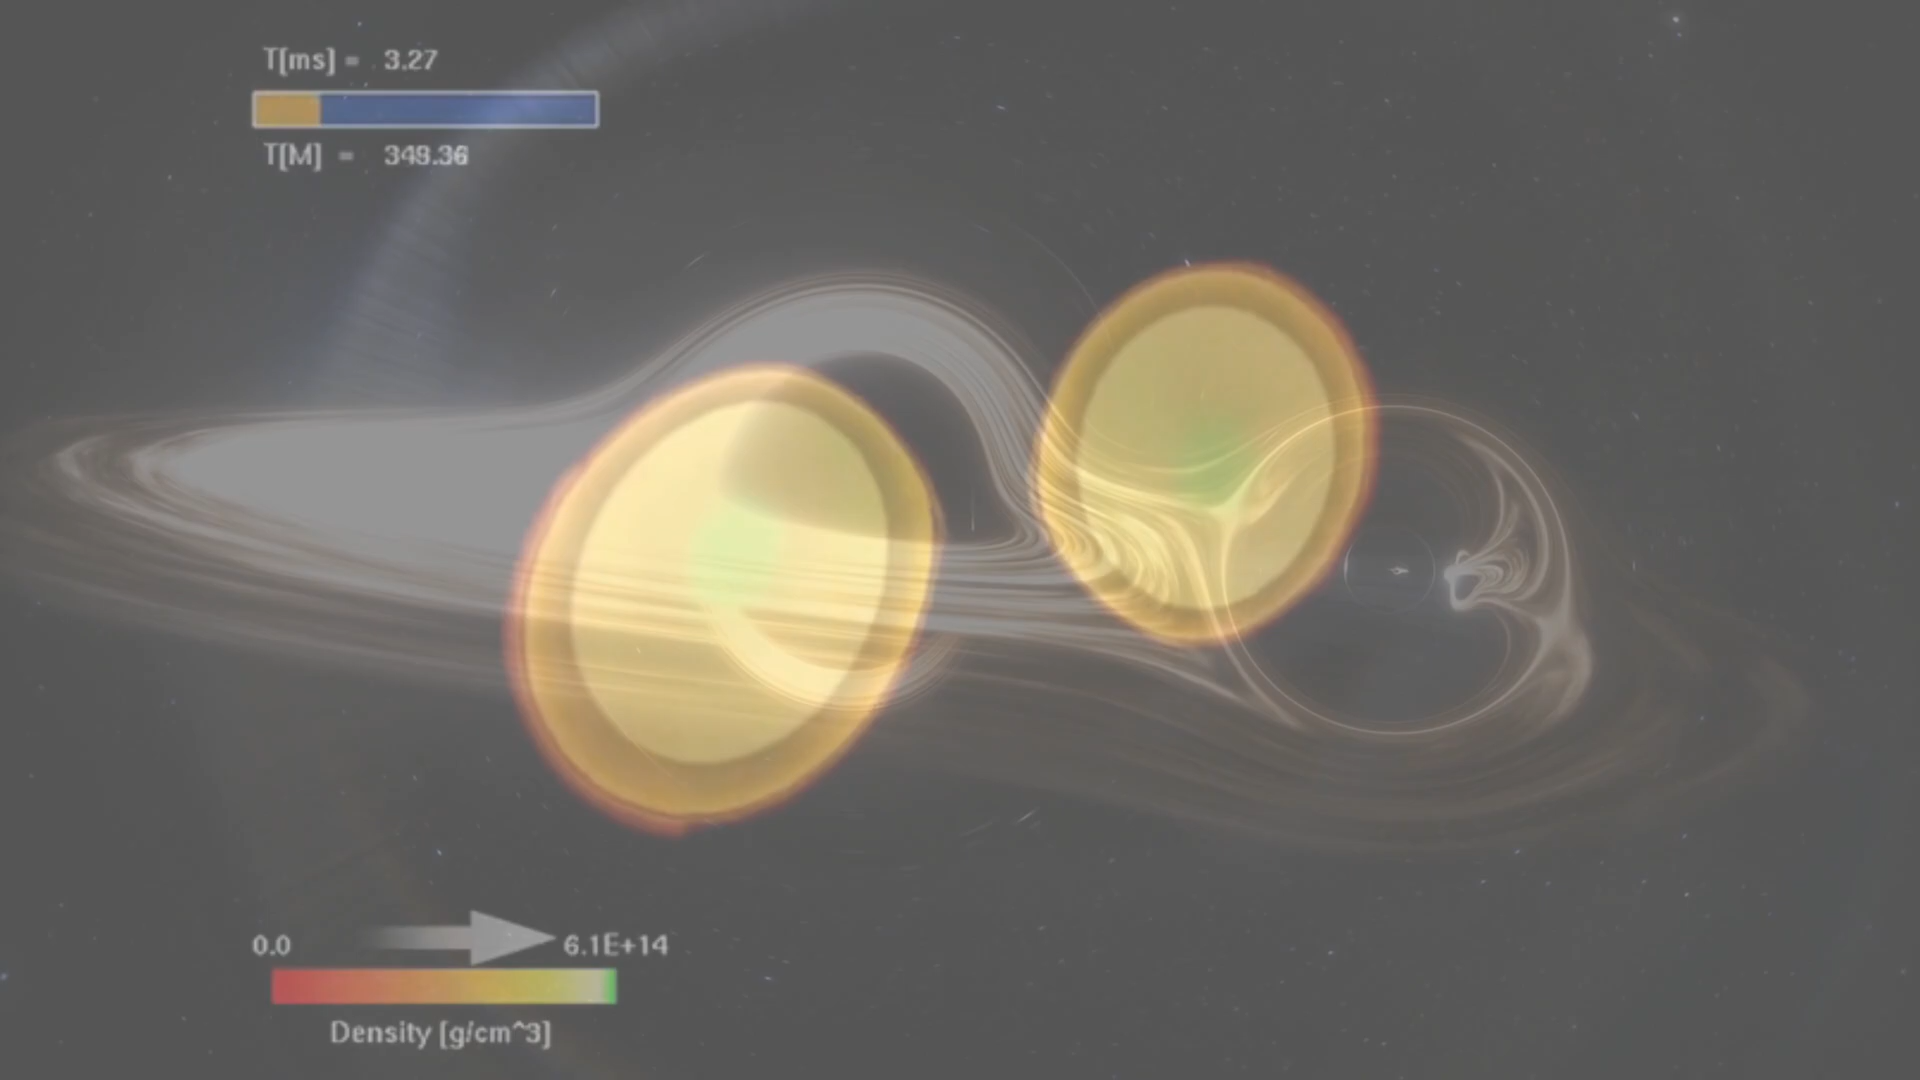 T[ms] = 3.27
T[M] = 349.36
0.0 6.1E+14
Density [g/cm^3]